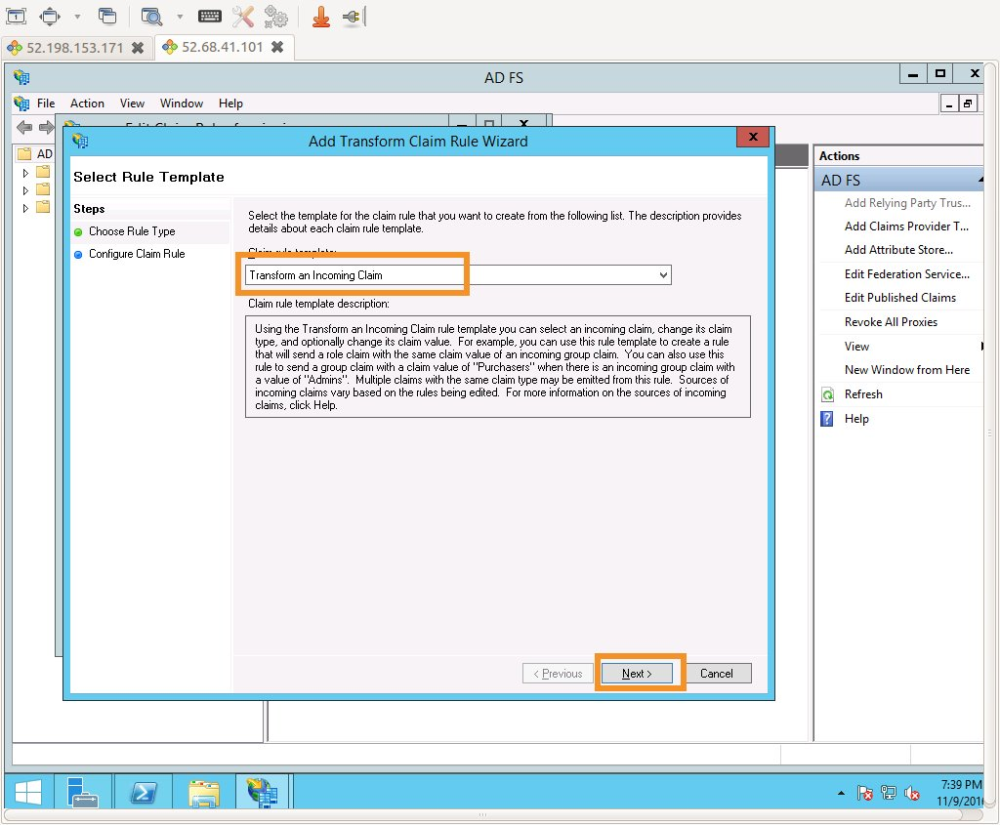 52.198.153.171
52.68.41.101
AD FS
File Action View Window Help
Add Transform Claim Rule Wizard
Select Rule Template
Steps
Choose Rule Type
Configure Claim Rule
Select the template for the claim rule that you want to create from the following list. The description provides
details about each claim rule template.
Claim rule template:
Transform an Incoming Claim
Claim rule template description:
Using the Transform an Incoming Claim rule template you can select an incoming claim, change its claim
type, and optionally change its claim value. For example, you can use this rule template to create a rule
that will send a role claim with the same claim value of an incoming group claim. You can also use this
rule to send a group claim with a claim value of "Purchasers" when there is an incoming group claim with
a value of "Admins". Multiple claims with the same claim type may be emitted from this rule. Sources of
incoming claims vary based on the rules being edited. For more information on the sources of incoming
claims, click Help.
< Previous
Next >
Cancel
AD
Actions
AD FS
Add Relying Party Trus...
Add Claims Provider T...
Add Attribute Store...
Edit Federation Service...
Edit Published Claims
Revoke All Proxies
View
New Window from Here
Refresh
Help
7:39 PM
11/9/2016